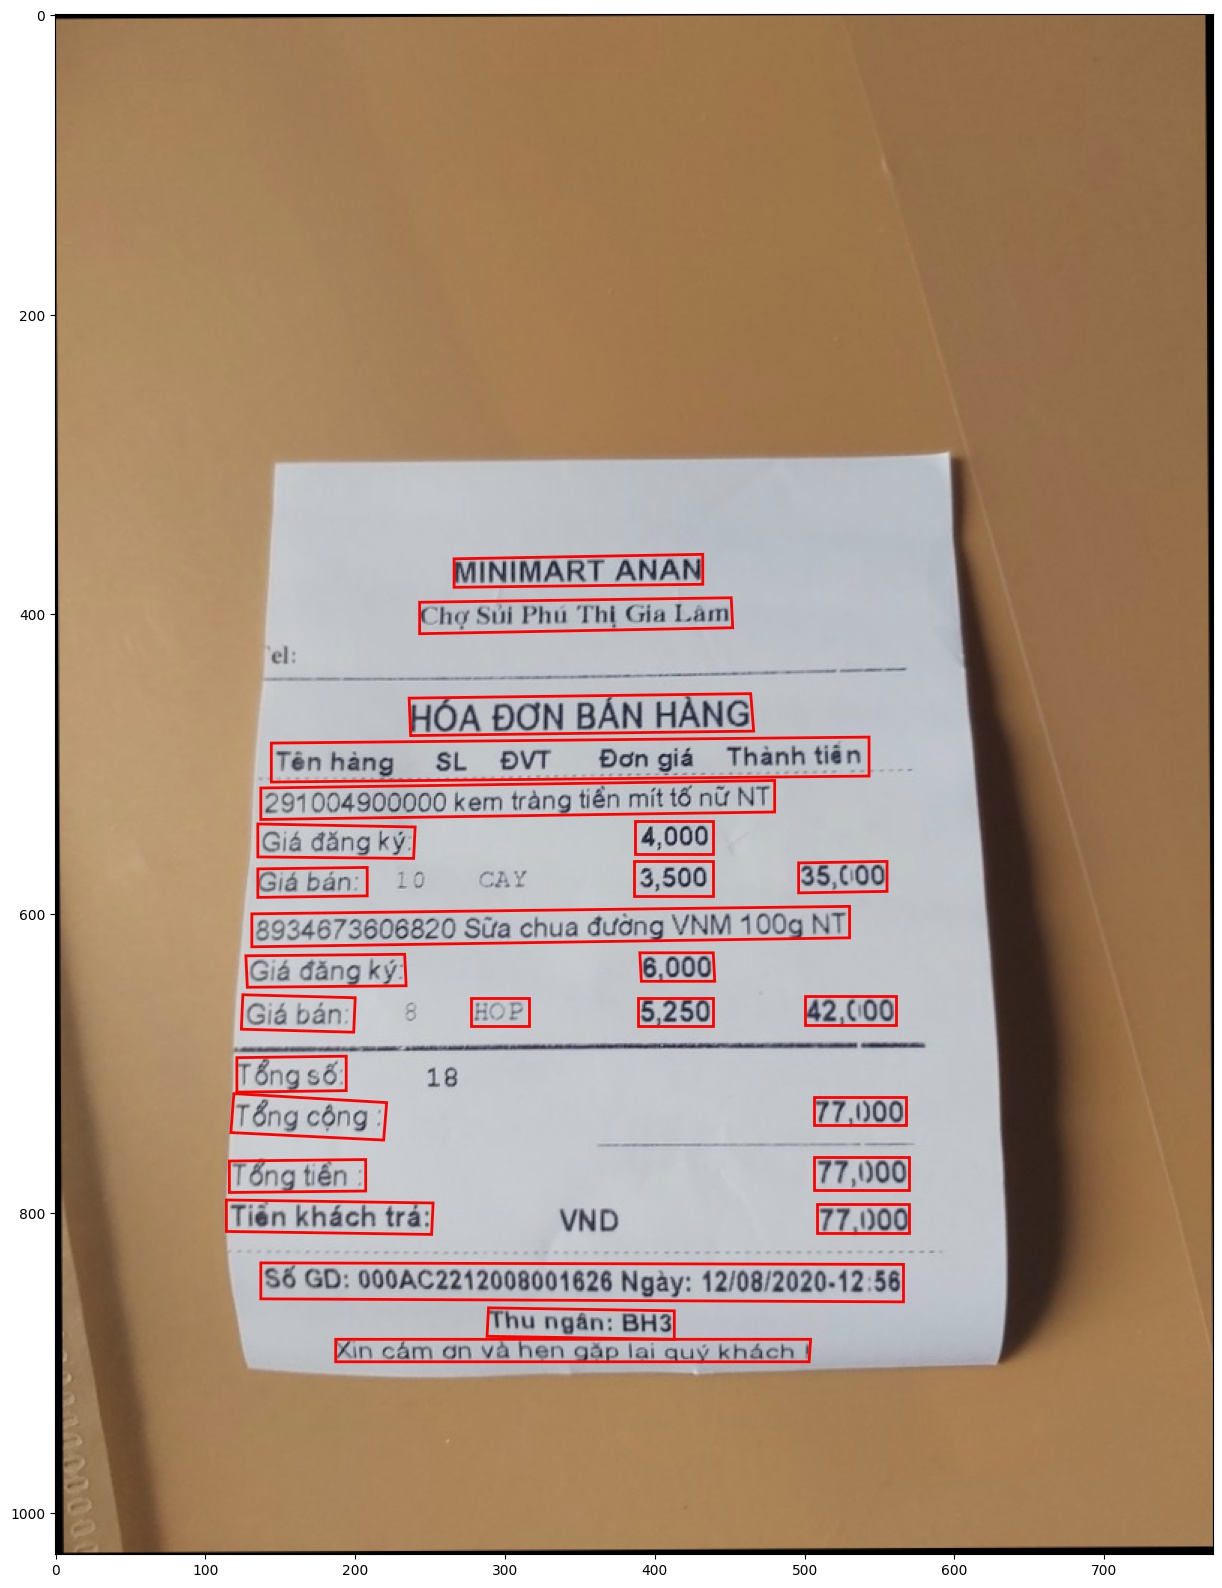 MINIMART ANAN
Chợ Sủi Phú Thị Gia Lâm
el:
HÓA ĐƠN BÁN HÀNG
Tên hàng SL ĐVT Đơn giá Thành tiền
291004900000 kem tràng tiền mít tố nữ NT
Giá đăng ký: 4,000
Giá bán: 10 CAY 3,500 35,000
8934673606820 Sữa chua đường VNM 100g NT
Giá đăng ký: 6,000
Giá bán: 8 HOP 5,250 42,000
Tổng số: 18
Tổng cộng : 77,000
Tổng tiền : 77,000
Tiền khách trả: VND 77,000
Số GD: 000AC2212008001626 Ngày: 12/08/2020-12:56
Thu ngân: BH3
Xin cám ơn và hẹn gặp lại quý khách !
0
200
400
600
800
1000
0 100 200 300 400 500 600 700